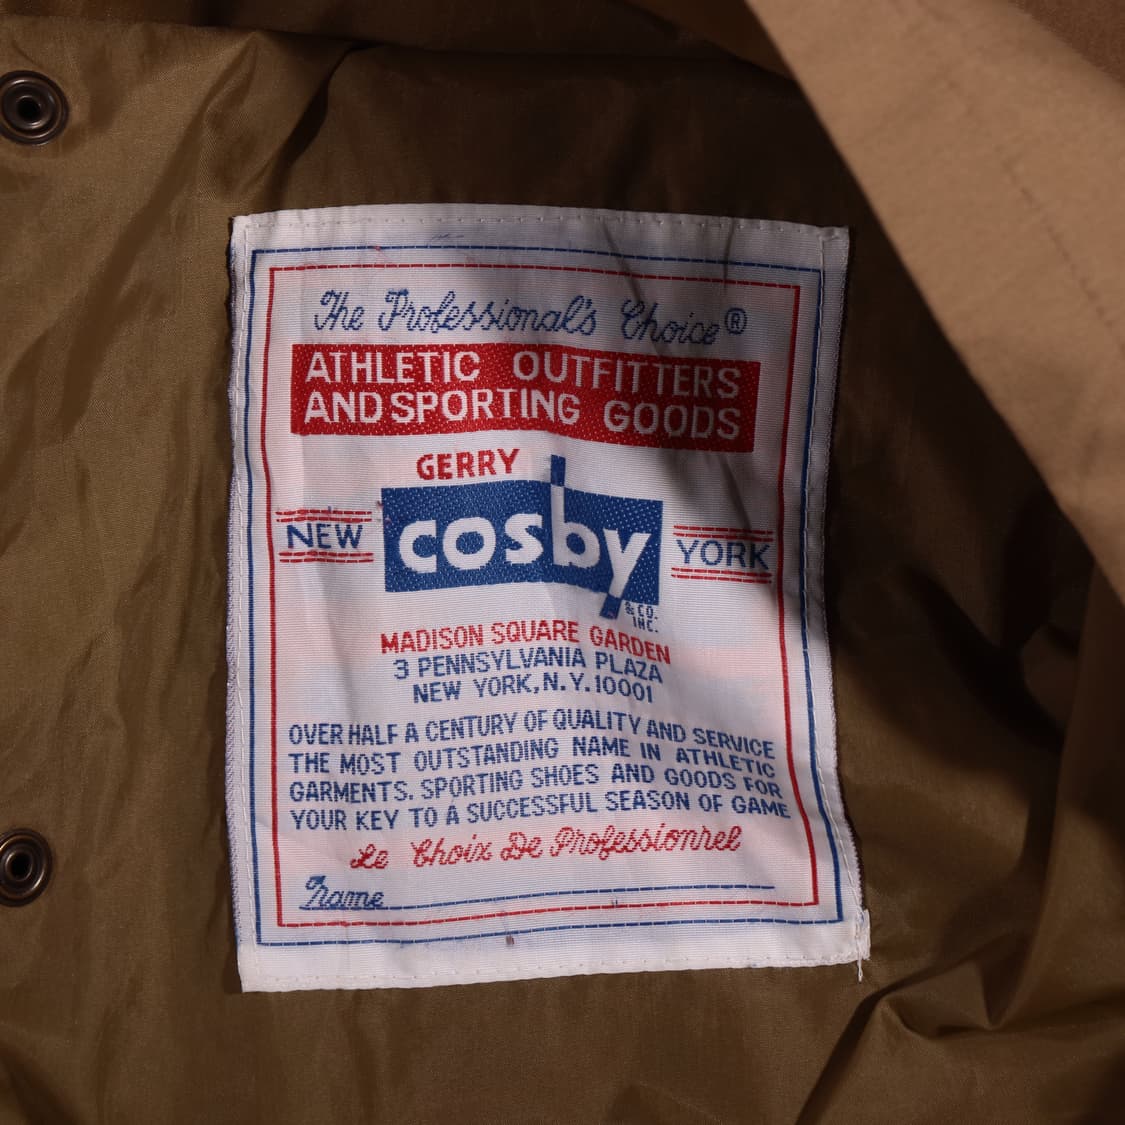 The Professional's Choice®
ATHLETIC OUTFITTERS
AND SPORTING GOODS
GERRY
NEW cosby YORK
& CO.
INC.
MADISON SQUARE GARDEN
3 PENNSYLVANIA PLAZA
NEW YORK, N.Y. 10001
OVER HALF A CENTURY OF QUALITY AND SERVICE
THE MOST OUTSTANDING NAME IN ATHLETIC
GARMENTS. SPORTING SHOES AND GOODS FOR
YOUR KEY TO A SUCCESSFUL SEASON OF GAME
Le Choix De Professionnel
Name